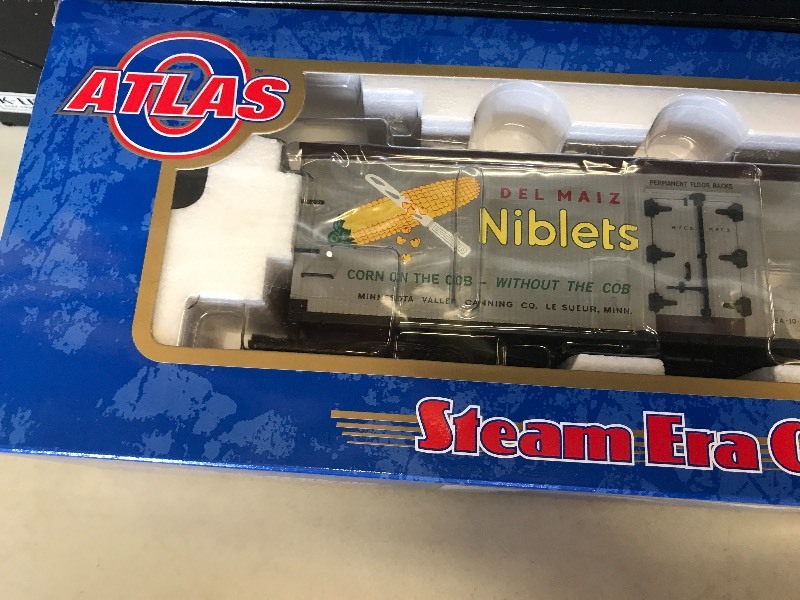 ATLAS
DEL MAIZ
Niblets
CORN ON THE COB - WITHOUT THE COB
MINNESOTA VALLEY CANNING CO. LE SUEUR, MINN.
PERMANENT FLOOR RACKS
Steam Era